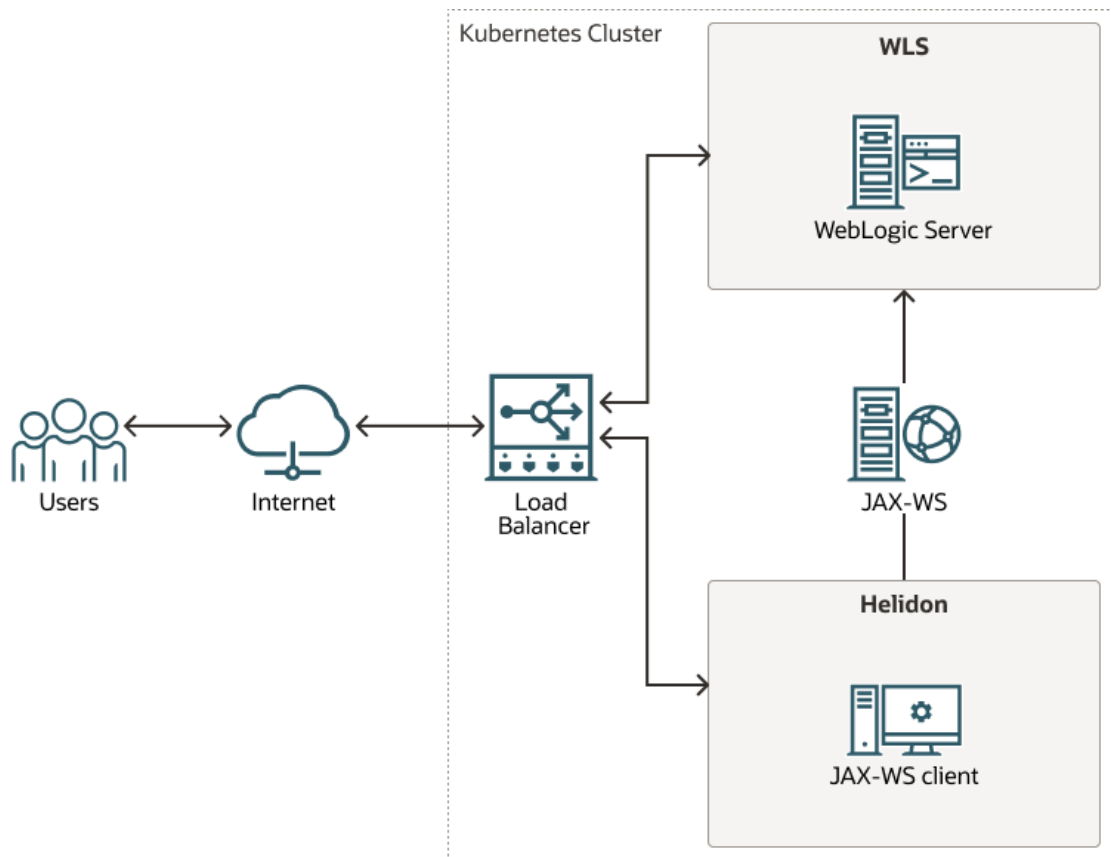 Kubernetes Cluster
WLS
WebLogic Server
Users
Internet
Load
Balancer
JAX-WS
Helidon
JAX-WS client